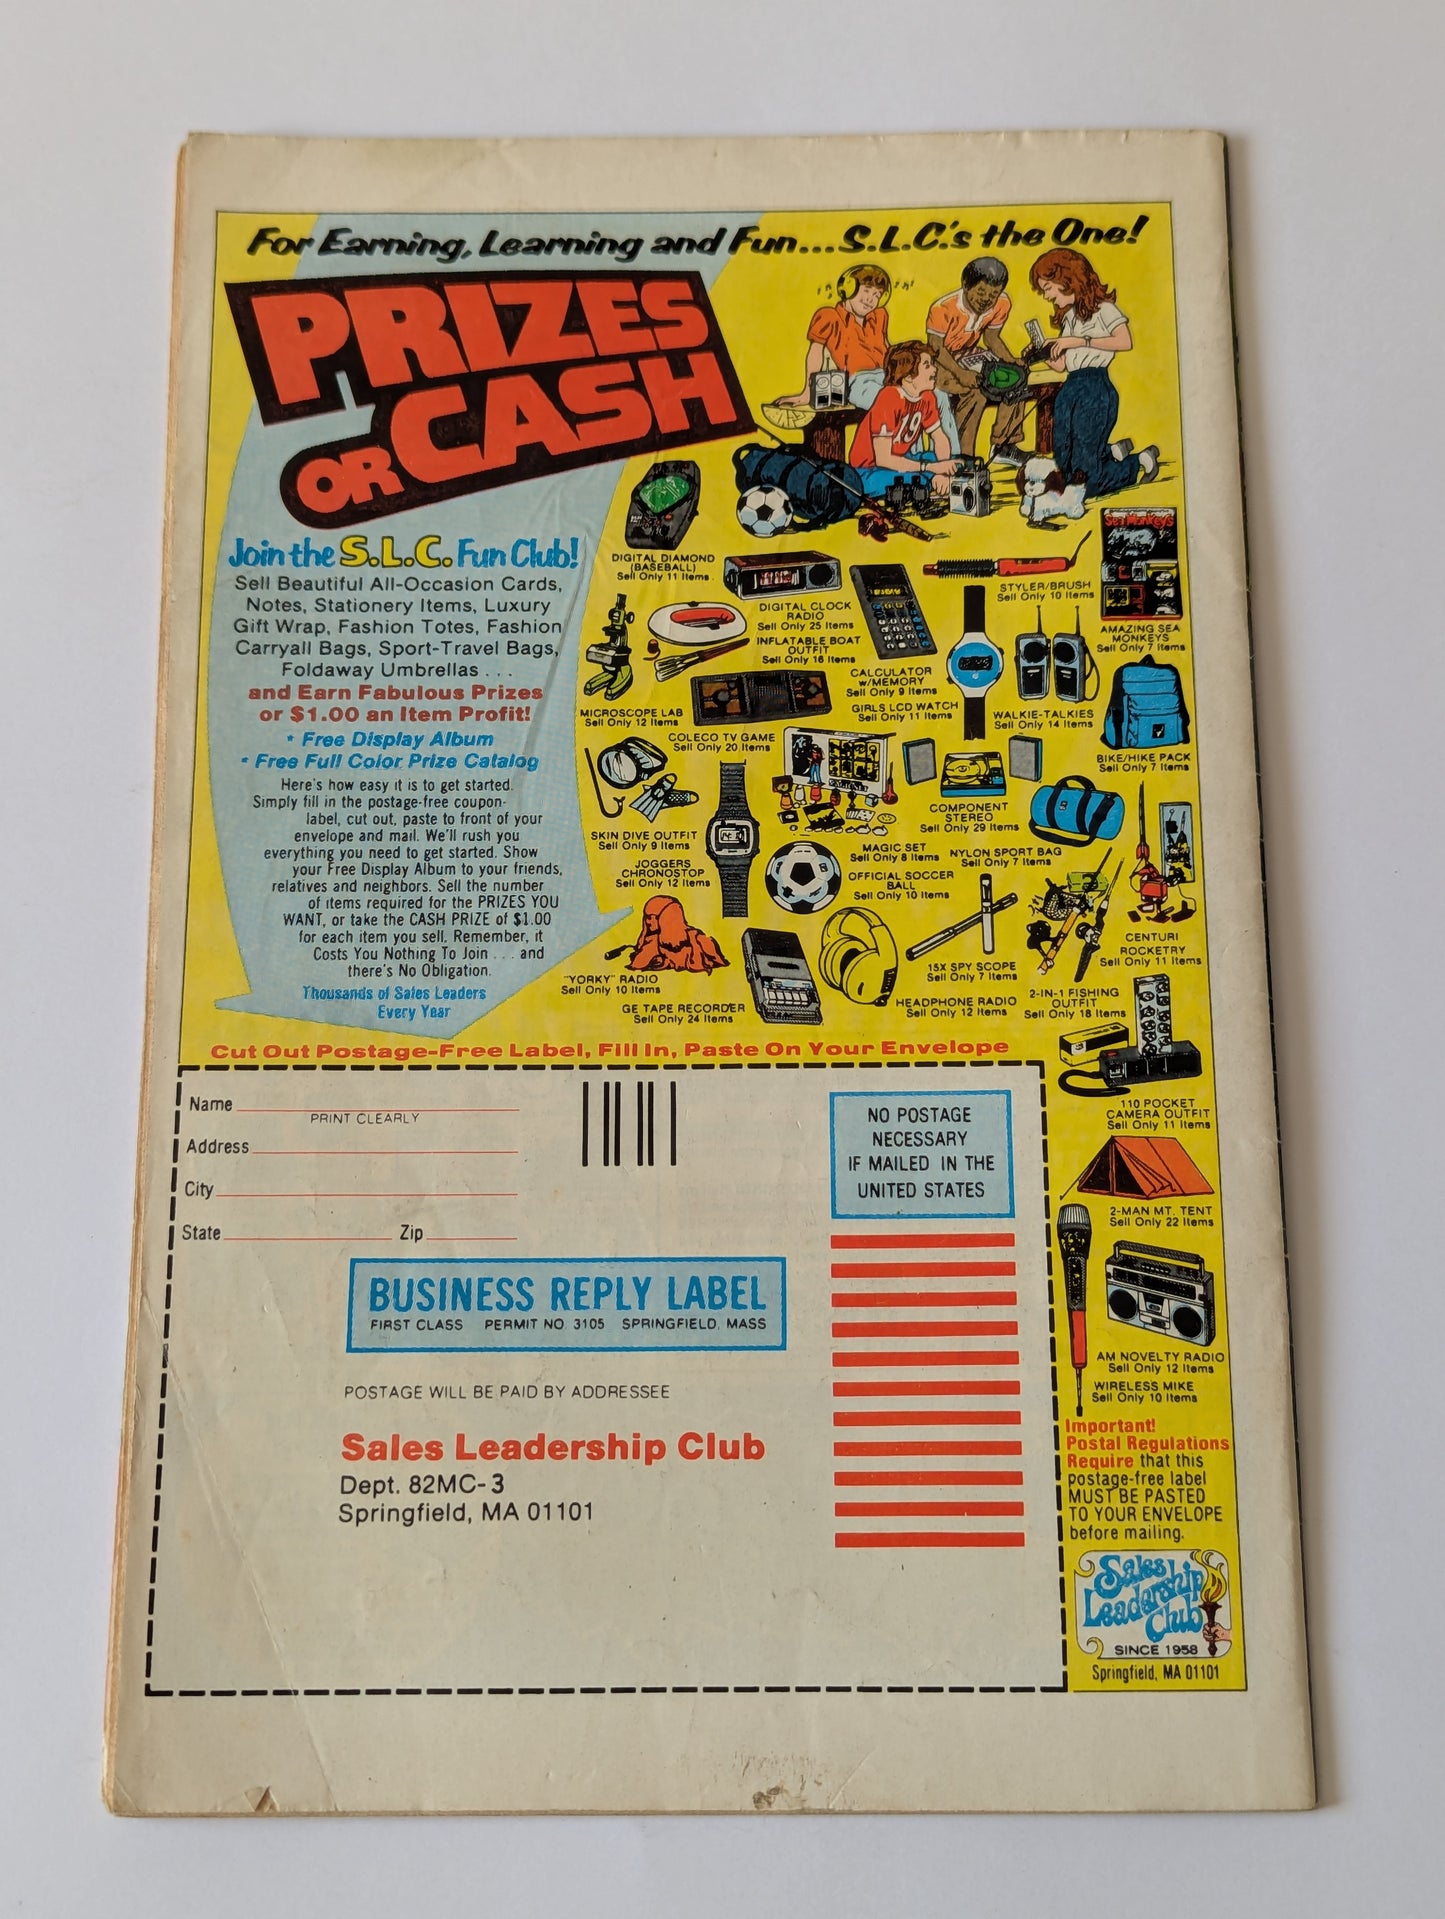 For Earning, Learning and Fun...S.L.C.'s the One!
PRIZES
OR CASH
19
Join the S.L.C. Fun Club!
Sell Beautiful All-Occasion Cards,
Notes, Stationery Items, Luxury
Gift Wrap, Fashion Totes, Fashion
Carryall Bags, Sport-Travel Bags,
Foldaway Umbrellas . . .
and Earn Fabulous Prizes
or $1.00 an Item Profit!
* Free Display Album
* Free Full Color Prize Catalog
Here's how easy it is to get started.
Simply fill in the postage-free coupon-
label, cut out, paste to front of your
envelope and mail. We'll rush you
everything you need to get started. Show
your Free Display Album to your friends,
relatives and neighbors. Sell the number
of items required for the PRIZES YOU
WANT, or take the CASH PRIZE of $1.00
for each item you sell. Remember, it
Costs You Nothing To Join . . . and
there's No Obligation.
Thousands of Sales Leaders
Every Year
DIGITAL DIAMOND
(BASEBALL)
Sell Only 11 Items
DIGITAL CLOCK
RADIO
Sell Only 25 Items
STYLER/BRUSH
Sell Only 10 Items
Sea Monkeys
AMAZING SEA
MONKEYS
Sell Only 7 Items
INFLATABLE BOAT
OUTFIT
Sell Only 16 Items
CALCULATOR
w/MEMORY
Sell Only 9 Items
MICROSCOPE LAB
Sell Only 12 Items
GIRLS LCD WATCH
Sell Only 11 Items
WALKIE-TALKIES
Sell Only 14 Items
COLECO TV GAME
Sell Only 20 Items
BIKE/HIKE PACK
Sell Only 7 Items
SKIN DIVE OUTFIT
Sell Only 9 Items
COMPONENT
STEREO
Sell Only 29 Items
MAGIC SET
Sell Only 8 Items
NYLON SPORT BAG
Sell Only 7 Items
JOGGERS
CHRONOSTOP
Sell Only 12 Items
OFFICIAL SOCCER
BALL
Sell Only 10 Items
CENTURI
ROCKETRY
Sell Only 11 Items
"YORKY" RADIO
Sell Only 10 Items
15X SPY SCOPE
Sell Only 7 Items
GE TAPE RECORDER
Sell Only 24 Items
HEADPHONE RADIO
Sell Only 12 Items
2-IN-1 FISHING
OUTFIT
Sell Only 18 Items
110 POCKET
CAMERA OUTFIT
Sell Only 11 Items
2-MAN MT. TENT
Sell Only 22 Items
AM NOVELTY RADIO
Sell Only 12 Items
WIRELESS MIKE
Sell Only 10 Items
Important!
Postal Regulations
Require that this
postage-free label
MUST BE PASTED
TO YOUR ENVELOPE
before mailing.
Sales
Leadership
Club
SINCE 1958
Springfield, MA 01101
Cut Out Postage-Free Label, Fill In, Paste On Your Envelope
Name
PRINT CLEARLY
Address
City
State Zip
NO POSTAGE
NECESSARY
IF MAILED IN THE
UNITED STATES
BUSINESS REPLY LABEL
FIRST CLASS PERMIT NO. 3105 SPRINGFIELD, MASS
POSTAGE WILL BE PAID BY ADDRESSEE
Sales Leadership Club
Dept. 82MC-3
Springfield, MA 01101